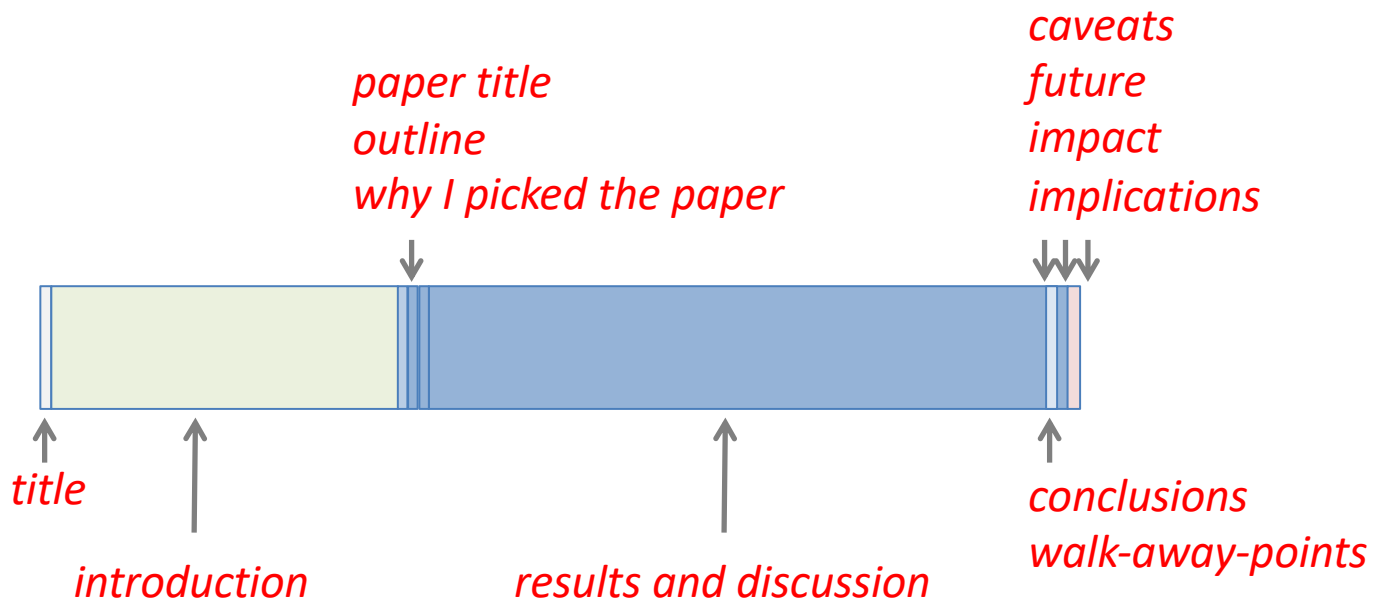 caveats
future
impact
implications
paper title
outline
why I picked the paper
title
introduction
results and discussion
conclusions
walk-away-points